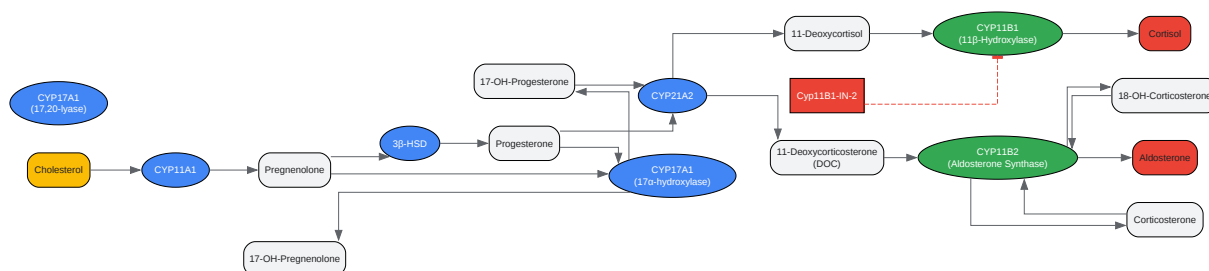 11-Deoxycortisol
CYP11B1
(11β-Hydroxylase)
Cortisol
17-OH-Progesterone
CYP21A2
Cyp11B1-IN-2
18-OH-Corticosterone
CYP17A1
(17,20-lyase)
3β-HSD
Progesterone
11-Deoxycorticosterone
(DOC)
CYP11B2
(Aldosterone Synthase)
Aldosterone
Cholesterol
CYP11A1
Pregnenolone
CYP17A1
(17α-hydroxylase)
Corticosterone
17-OH-Pregnenolone